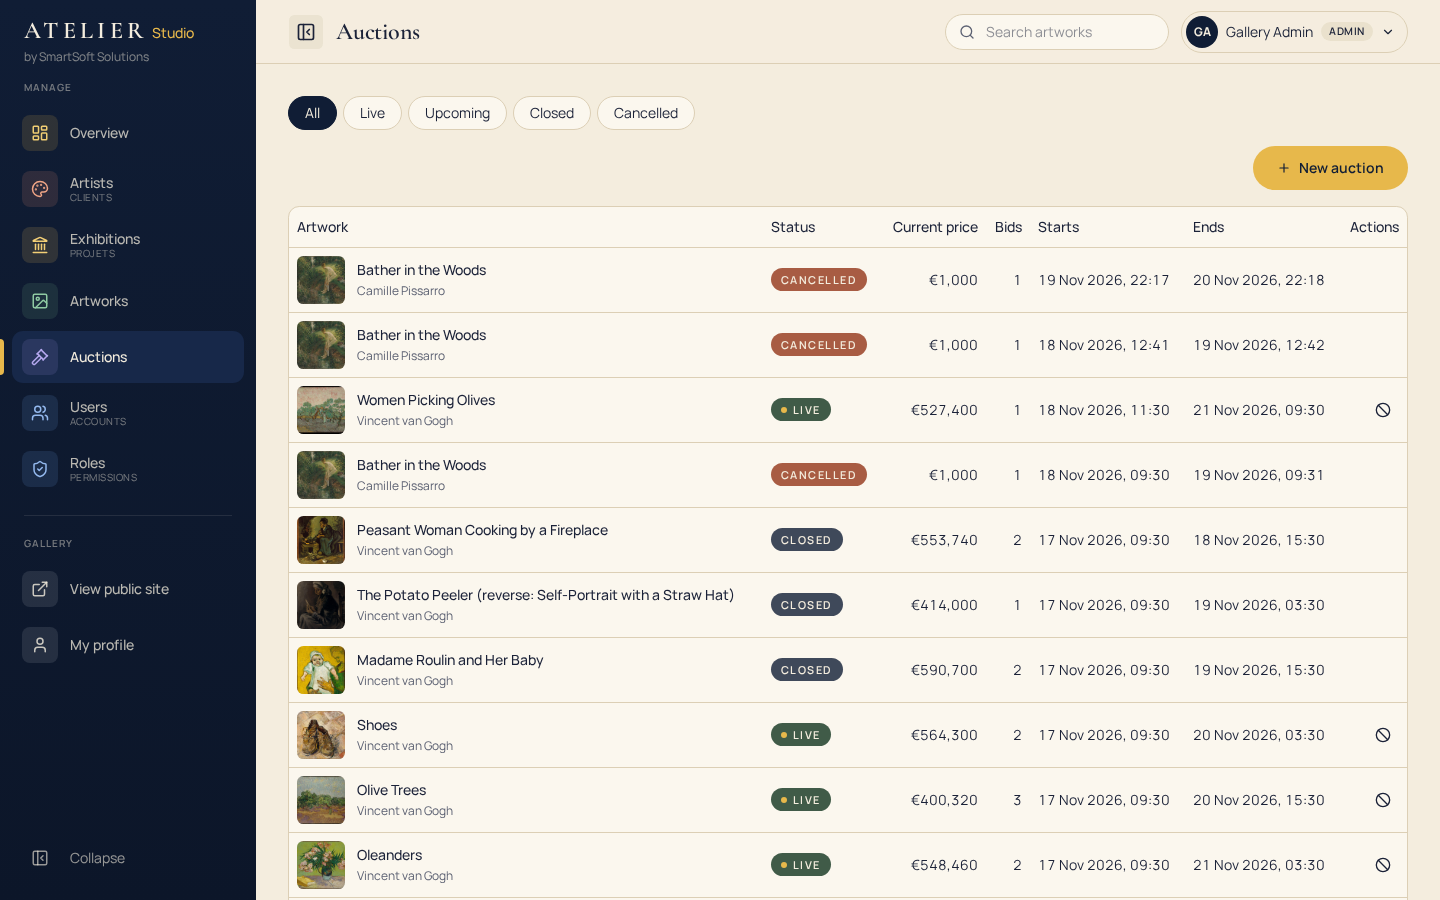 ATELIER Studio
by SmartSoft Solutions
MANAGE
Overview
Artists
CLIENTS
Exhibitions
PROJETS
Artworks
Auctions
Users
ACCOUNTS
Roles
PERMISSIONS
GALLERY
View public site
My profile
Collapse
Auctions
Search artworks
GA Gallery Admin ADMIN
All Live Upcoming Closed Cancelled
+ New auction
Artwork Status Current price Bids Starts Ends Actions
Bather in the Woods
Camille Pissarro
CANCELLED €1,000 1 19 Nov 2026, 22:17 20 Nov 2026, 22:18
Bather in the Woods
Camille Pissarro
CANCELLED €1,000 1 18 Nov 2026, 12:41 19 Nov 2026, 12:42
Women Picking Olives
Vincent van Gogh
LIVE €527,400 1 18 Nov 2026, 11:30 21 Nov 2026, 09:30
Bather in the Woods
Camille Pissarro
CANCELLED €1,000 1 18 Nov 2026, 09:30 19 Nov 2026, 09:31
Peasant Woman Cooking by a Fireplace
Vincent van Gogh
CLOSED €553,740 2 17 Nov 2026, 09:30 18 Nov 2026, 15:30
The Potato Peeler (reverse: Self-Portrait with a Straw Hat)
Vincent van Gogh
CLOSED €414,000 1 17 Nov 2026, 09:30 19 Nov 2026, 03:30
Madame Roulin and Her Baby
Vincent van Gogh
CLOSED €590,700 2 17 Nov 2026, 09:30 19 Nov 2026, 15:30
Shoes
Vincent van Gogh
LIVE €564,300 2 17 Nov 2026, 09:30 20 Nov 2026, 03:30
Olive Trees
Vincent van Gogh
LIVE €400,320 3 17 Nov 2026, 09:30 20 Nov 2026, 15:30
Oleanders
Vincent van Gogh
LIVE €548,460 2 17 Nov 2026, 09:30 21 Nov 2026, 03:30